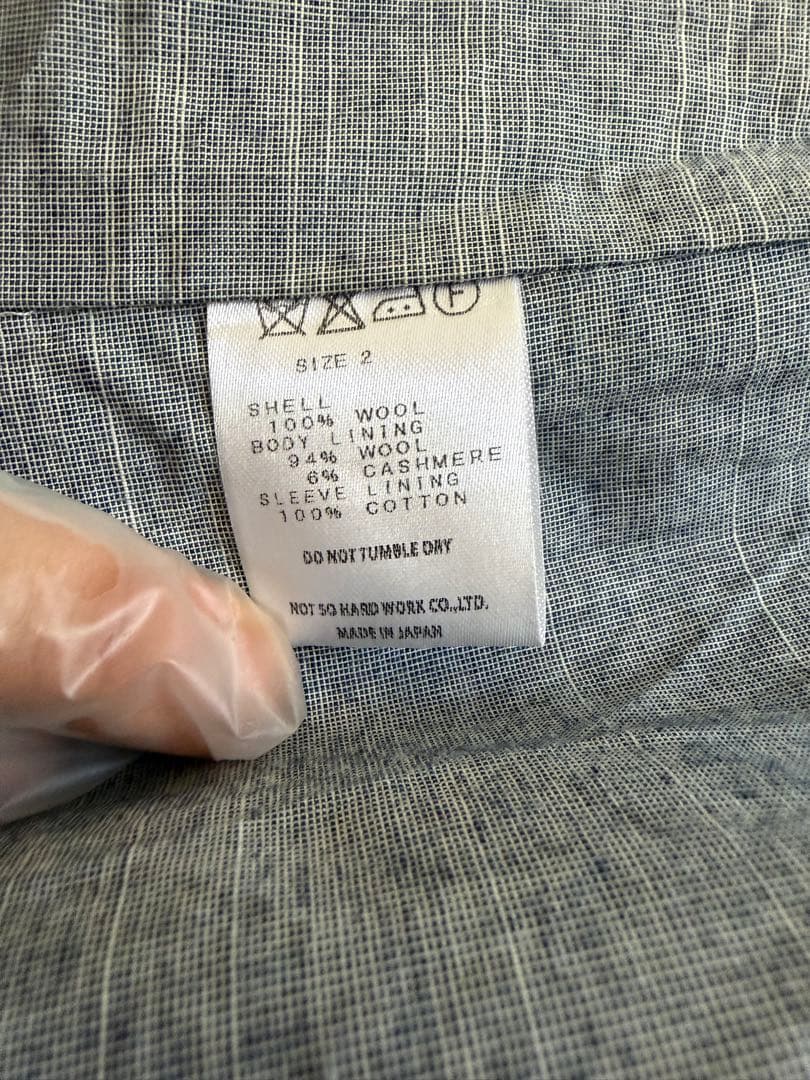 F
SIZE 2
SHELL
100% WOOL
BODY LINING
94% WOOL
6% CASHMERE
SLEEVE LINING
100% COTTON
DO NOT TUMBLE DRY
NOT SO HARD WORK CO.,LTD.
MADE IN JAPAN